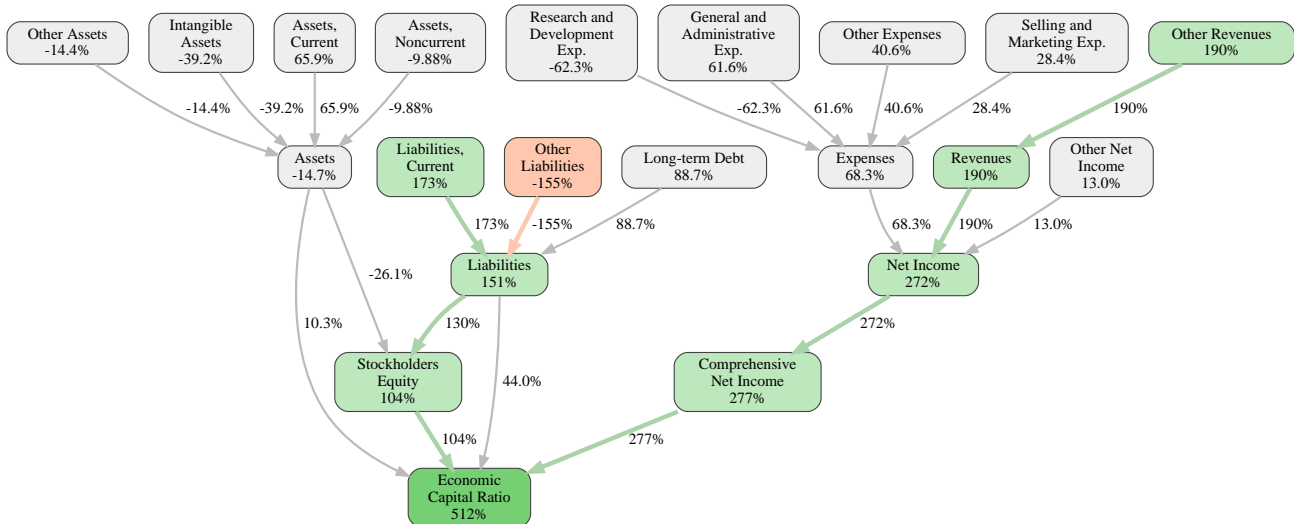 Other Assets
-14.4%
Intangible
Assets
-39.2%
Assets,
Current
65.9%
Assets,
Noncurrent
-9.88%
Research and
Development
Exp.
-62.3%
General and
Administrative
Exp.
61.6%
Other Expenses
40.6%
Selling and
Marketing Exp.
28.4%
Other Revenues
190%
-14.4%
-39.2%
65.9%
-9.88%
-62.3%
61.6%
40.6%
28.4%
190%
Assets
-14.7%
Liabilities,
Current
173%
Other
Liabilities
-155%
Long-term Debt
88.7%
Expenses
68.3%
Revenues
190%
Other Net
Income
13.0%
173%
-155%
88.7%
68.3%
190%
13.0%
-26.1%
Liabilities
151%
Net Income
272%
10.3%
130%
44.0%
272%
Stockholders
Equity
104%
Comprehensive
Net Income
277%
104%
277%
Economic
Capital Ratio
512%